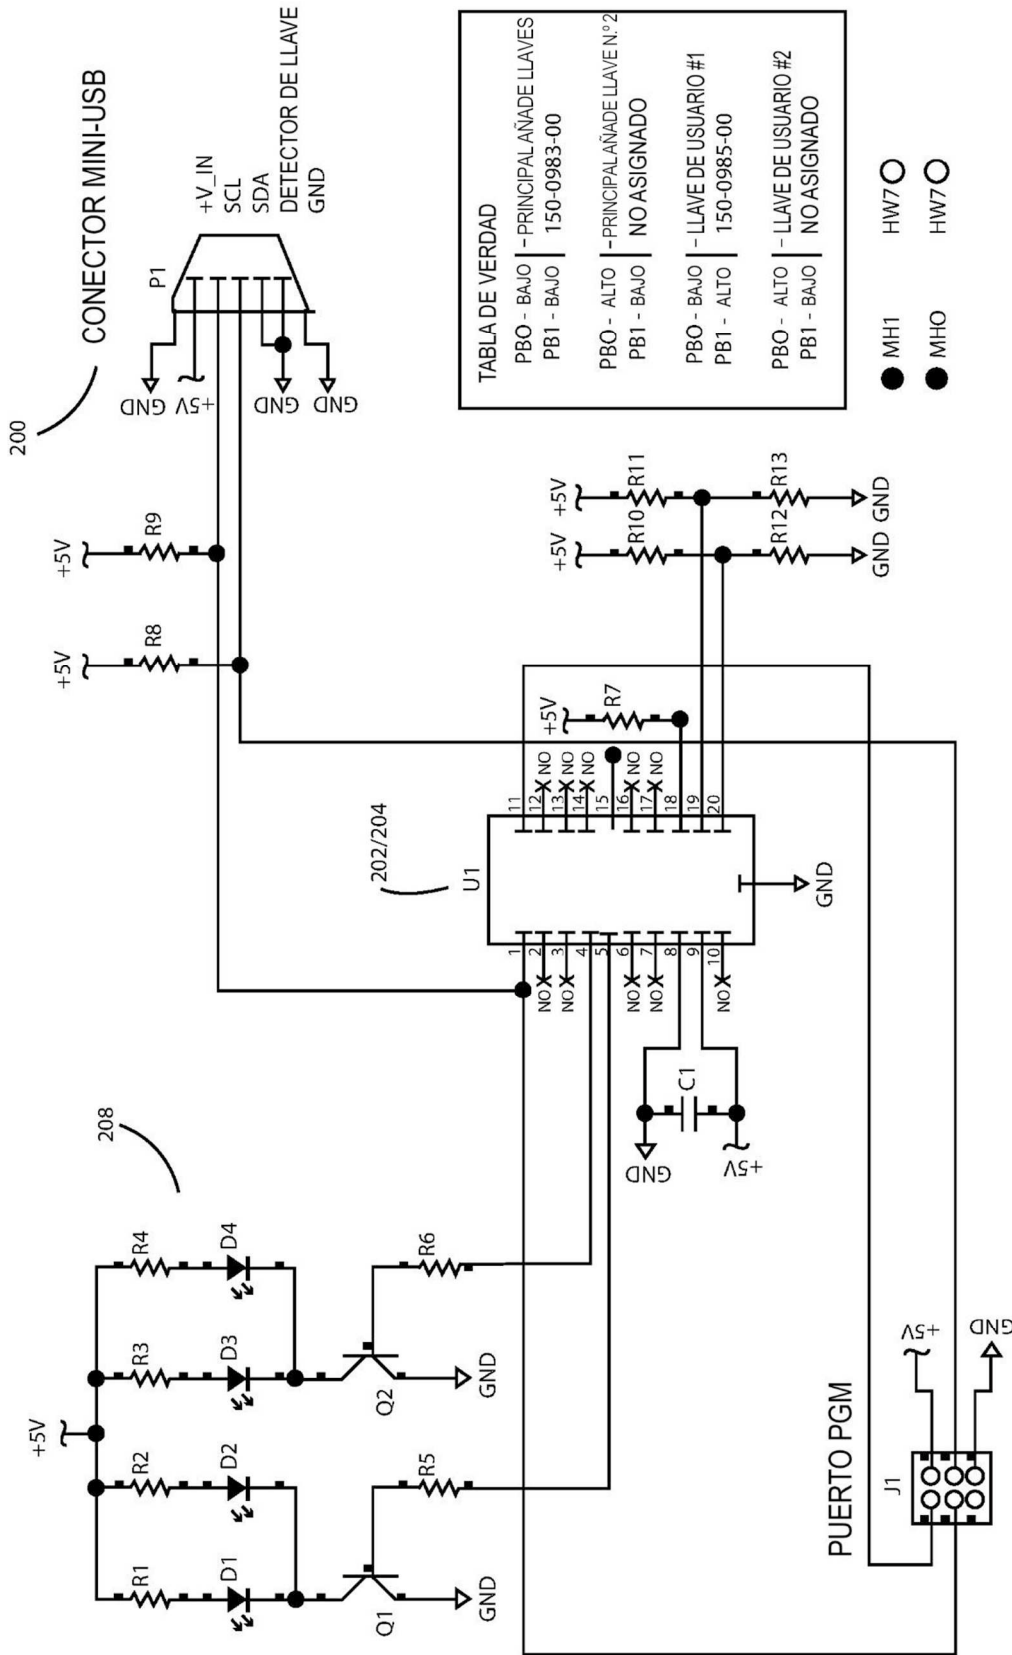 CONECTOR MINI-USB
200
P1
+V_IN
SCL
SDA
DETECTOR DE LLAVE
GND
GND
+5V
GND
GND
+5V
R9
+5V
R8
TABLA DE VERDAD
PBO - BAJO - PRINCIPAL AÑADE LLAVES
PB1 - BAJO 150-0983-00
PBO - ALTO - PRINCIPAL AÑADE LLAVE N.º 2
PB1 - BAJO NO ASIGNADO
PBO - BAJO - LLAVE DE USUARIO #1
PB1 - ALTO 150-0985-00
PBO - ALTO - LLAVE DE USUARIO #2
PB1 - BAJO NO ASIGNADO
MH1
HW7
MHO
HW7
+5V
R11
R13
GND
+5V
R10
R12
GND
+5V
R7
202/204
U1
11
12 NO
13 NO
14 NO
15
16 NO
17 NO
18
19
20
1
2 NO
3 NO
4
5
6 NO
7 NO
8
9
10 NO
GND
GND
C1
+5V
208
+5V
R4
D4
R3
D3
R2
D2
R1
D1
R6
Q2
GND
R5
Q1
GND
PUERTO PGM
J1
+5V
GND